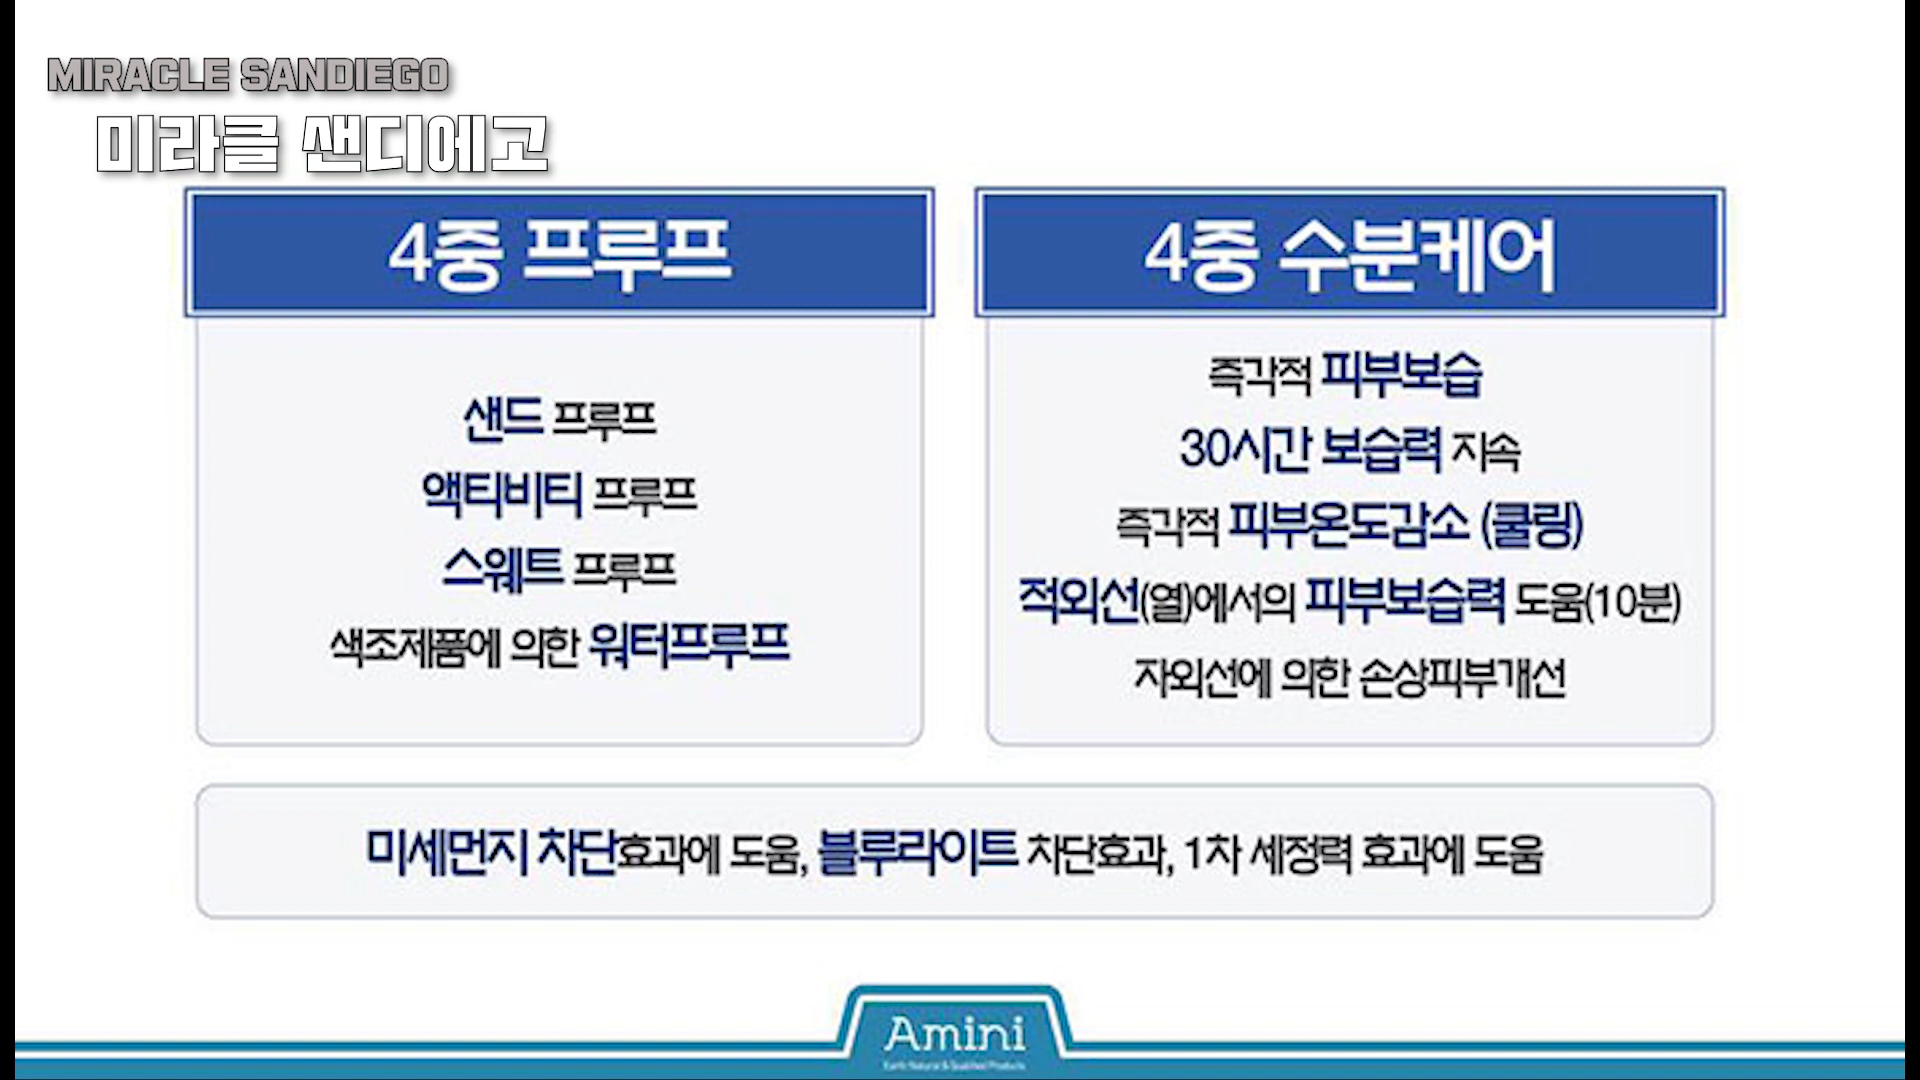 MIRACLE SANDIEGO
미라클 샌디에고
4중 프루프
샌드 프루프
액티비티 프루프
스웨트 프루프
색조제품에 의한 워터프루프
4중 수분케어
즉각적 피부보습
30시간 보습력 지속
즉각적 피부온도감소 (쿨링)
적외선(열)에서의 피부보습력 도움(10분)
자외선에 의한 손상피부개선
미세먼지 차단효과에 도움, 블루라이트 차단효과, 1차 세정력 효과에 도움
Amini
Earth Natural & Qualified Products